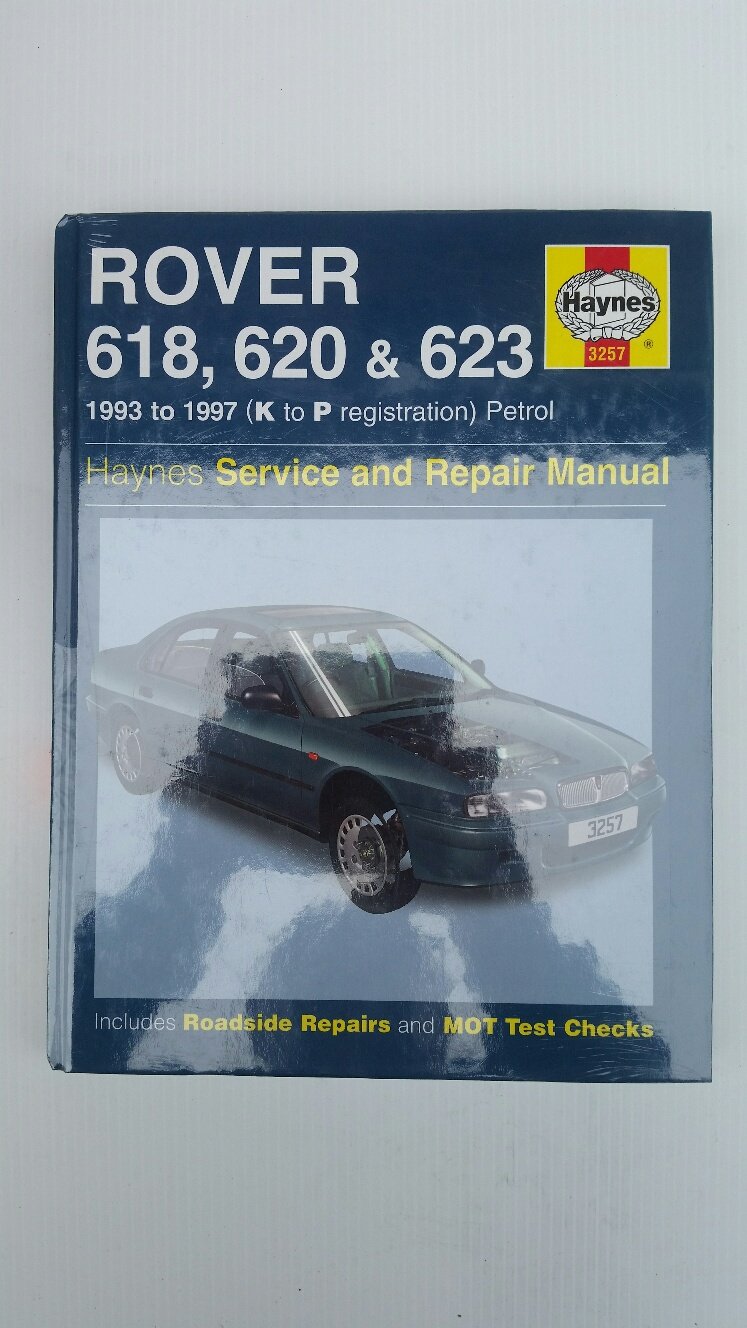 ROVER
618, 620 & 623
1993 to 1997 (K to P registration) Petrol
Haynes
3257
®
Haynes Service and Repair Manual
3257
Includes Roadside Repairs and MOT Test Checks